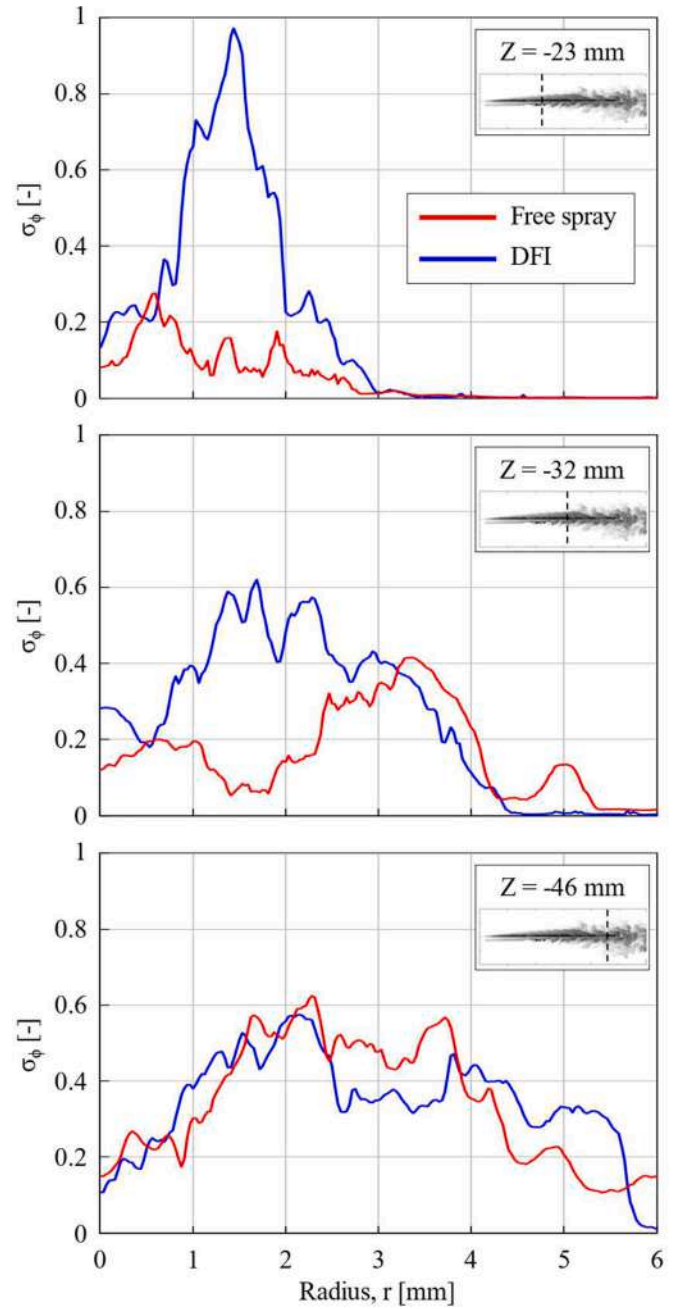 1
Z = -23 mm
0.8
0.6
σϕ [-]
Free spray
0.4
DFI
0.2
0
1
Z = -32 mm
0.8
0.6
σϕ [-]
0.4
0.2
0
1
Z = -46 mm
0.8
0.6
σϕ [-]
0.4
0.2
0
0 1 2 3 4 5 6
Radius, r [mm]